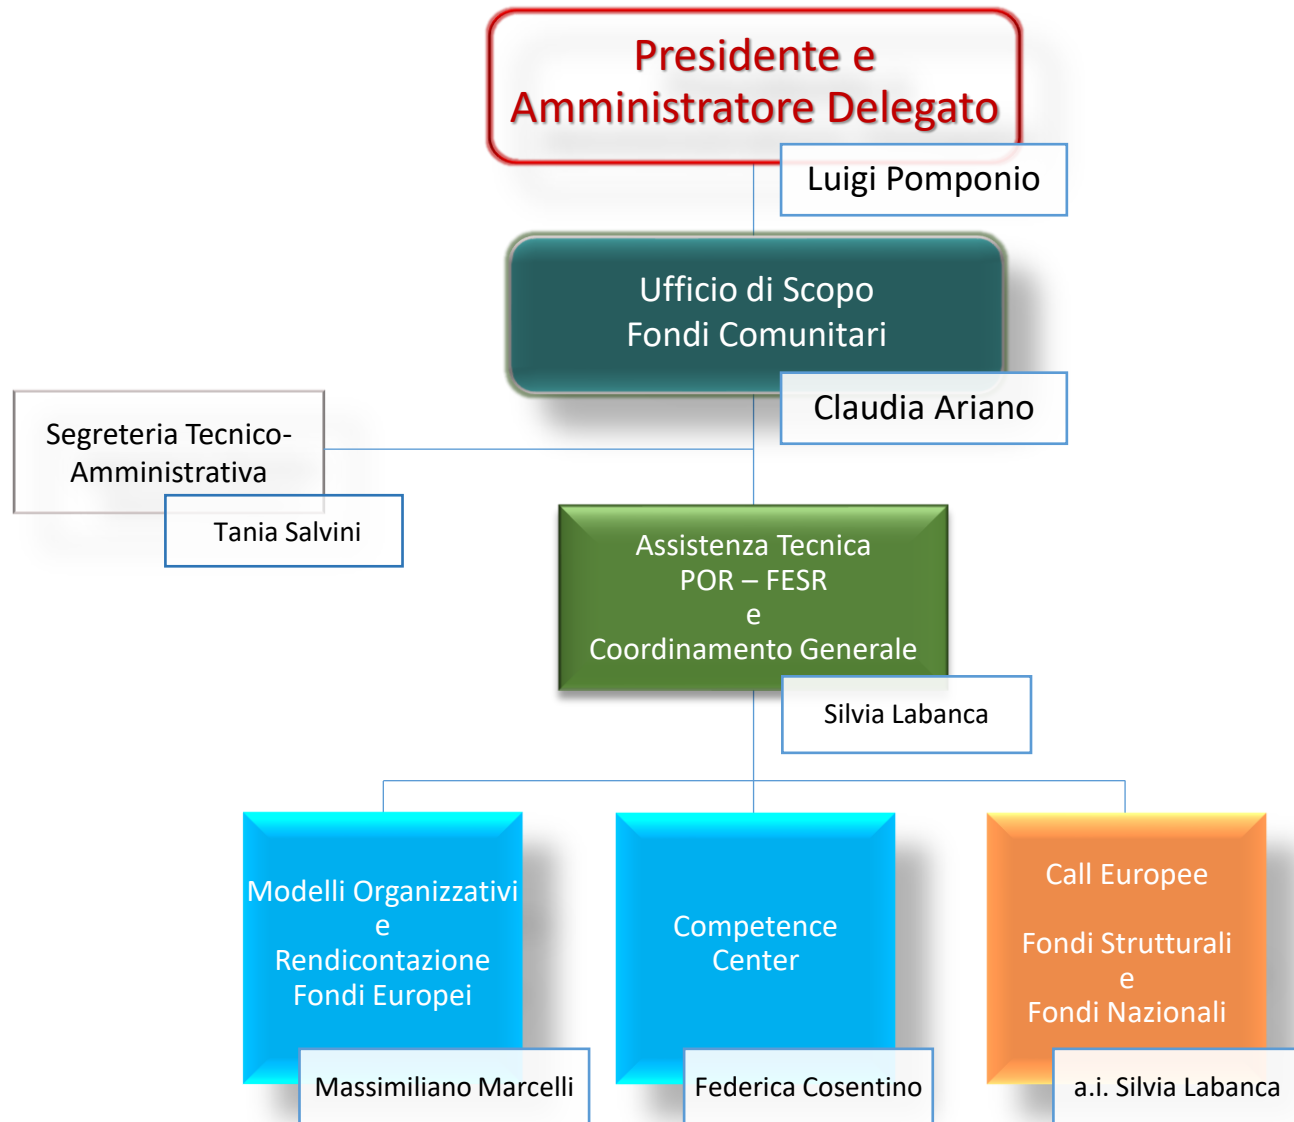 Presidente e
Amministratore Delegato
Luigi Pomponio
Ufficio di Scopo
Fondi Comunitari
Claudia Ariano
Segreteria Tecnico-
Amministrativa
Tania Salvini
Assistenza Tecnica
POR – FESR
e
Coordinamento Generale
Silvia Labanca
Modelli Organizzativi
e
Rendicontazione
Fondi Europei
Massimiliano Marcelli
Competence
Center
Federica Cosentino
Call Europee
Fondi Strutturali
e
Fondi Nazionali
a.i. Silvia Labanca